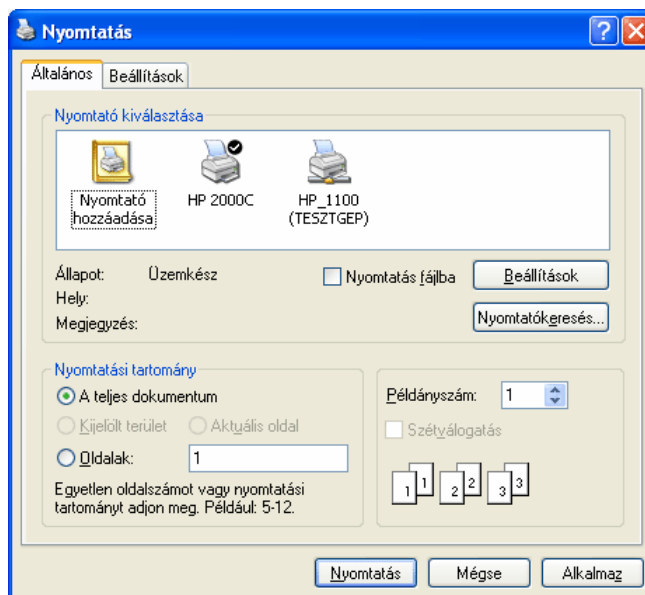 Nyomtatás
Általános
Beállítások
Nyomtató kiválasztása
Nyomtató
hozzáadása
HP 2000C
HP_1100
(TESZTGEP)
Állapot: Üzemkész
Nyomtatás fájlba
Beállítások
Hely:
Megjegyzés:
Nyomtatókeresés...
Nyomtatási tartomány
A teljes dokumentum
Kijelölt terület
Aktuális oldal
Oldalak: 1
Egyetlen oldalszámot vagy nyomtatási
tartományt adjon meg. Például: 5-12.
Példányszám: 1
Szétválogatás
1 1 2 2 3 3
Nyomtatás
Mégse
Alkalmaz